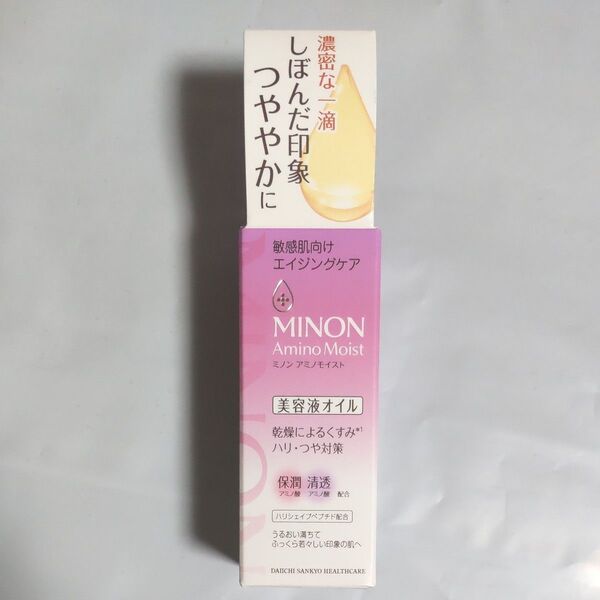 濃密な一滴
しぼんだ印象
つややかに
敏感肌向け
エイジングケア
MINON
Amino Moist
ミノン アミノモイスト
美容液オイル
乾燥によるくすみ*1
ハリ・つや対策
保潤 清透
アミノ酸 アミノ酸 配合
ハリシェイプペプチド配合
うるおい満ちて
ふっくら若々しい印象の肌へ
DAIICHI SANKYO HEALTHCARE
MINON